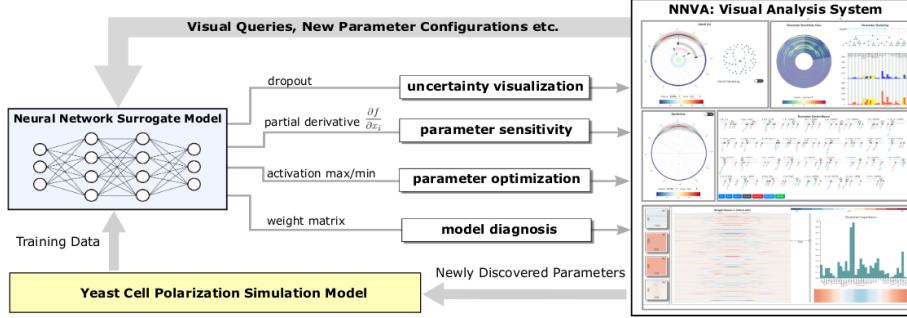 Visual Queries, New Parameter Configurations etc.
NNVA: Visual Analysis System
dropout
uncertainty visualization
Neural Network Surrogate Model
partial derivative ∂f/∂xᵢ
parameter sensitivity
activation max/min
parameter optimization
weight matrix
model diagnosis
Training Data
Newly Discovered Parameters
Yeast Cell Polarization Simulation Model